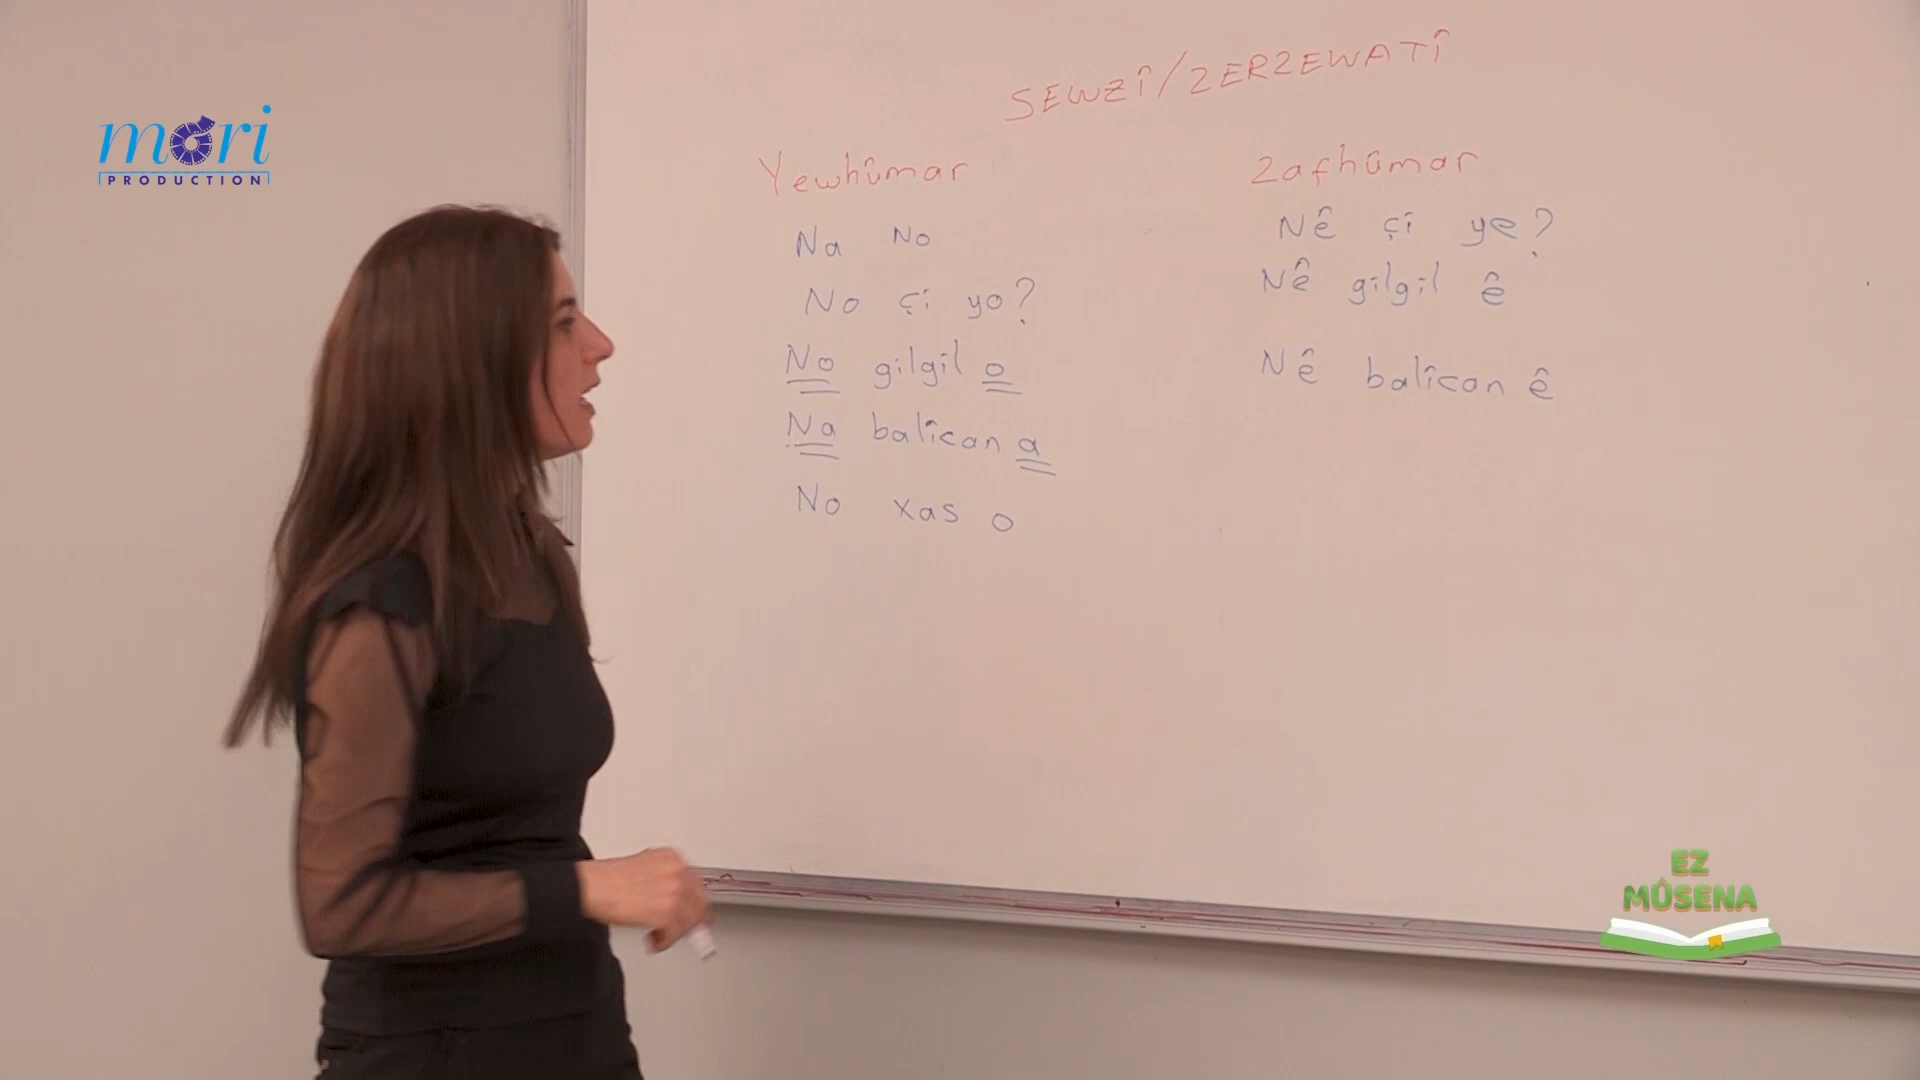 mori
PRODUCTION
SEWZÎ/ZERZEWATÎ
Yewhûmar
Na No
No çi yo?
No gilgil o
Na balîcan a
No xas o
Zafhûmar
Nê çî ye?
Nê gilgil ê
Nê balîcan ê
EZ
MÛSENA